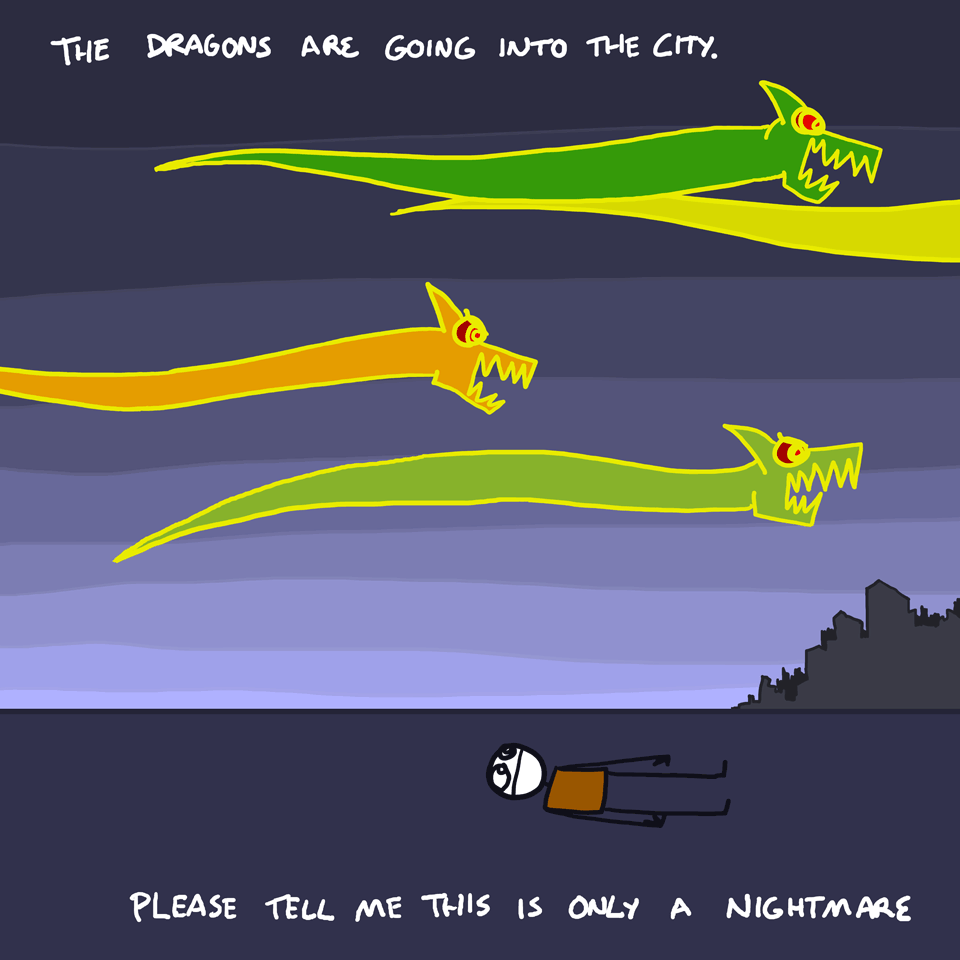 THE DRAGONS ARE GOING INTO THE CITY.
PLEASE TELL ME THIS IS ONLY A NIGHTMARE